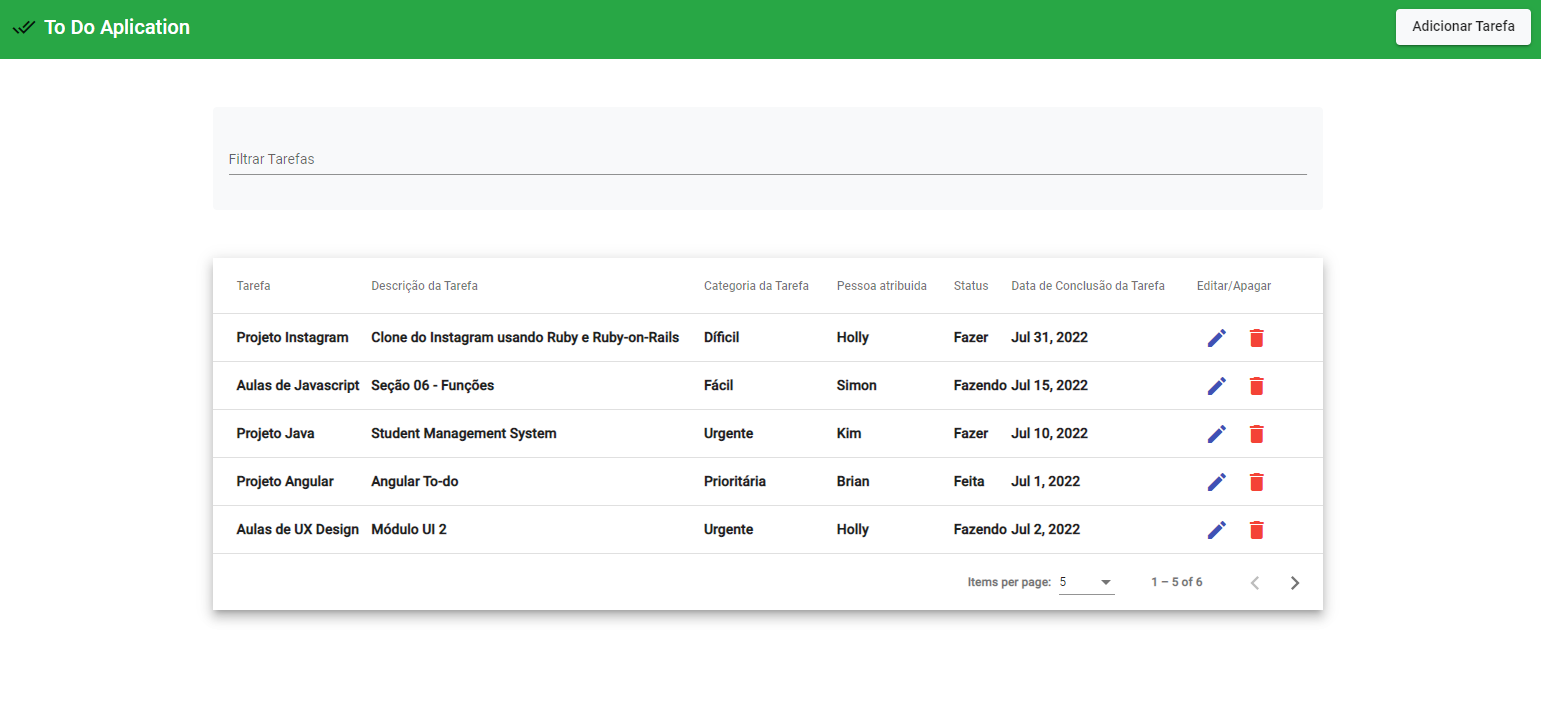 To Do Aplication
Adicionar Tarefa
Filtrar Tarefas
Tarefa Descrição da Tarefa Categoria da Tarefa Pessoa atribuida Status Data de Conclusão da Tarefa Editar/Apagar
Projeto Instagram Clone do Instagram usando Ruby e Ruby-on-Rails Díficil Holly Fazer Jul 31, 2022
Aulas de Javascript Seção 06 - Funções Fácil Simon Fazendo Jul 15, 2022
Projeto Java Student Management System Urgente Kim Fazer Jul 10, 2022
Projeto Angular Angular To-do Prioritária Brian Feita Jul 1, 2022
Aulas de UX Design Módulo UI 2 Urgente Holly Fazendo Jul 2, 2022
Items per page: 5 1 – 5 of 6